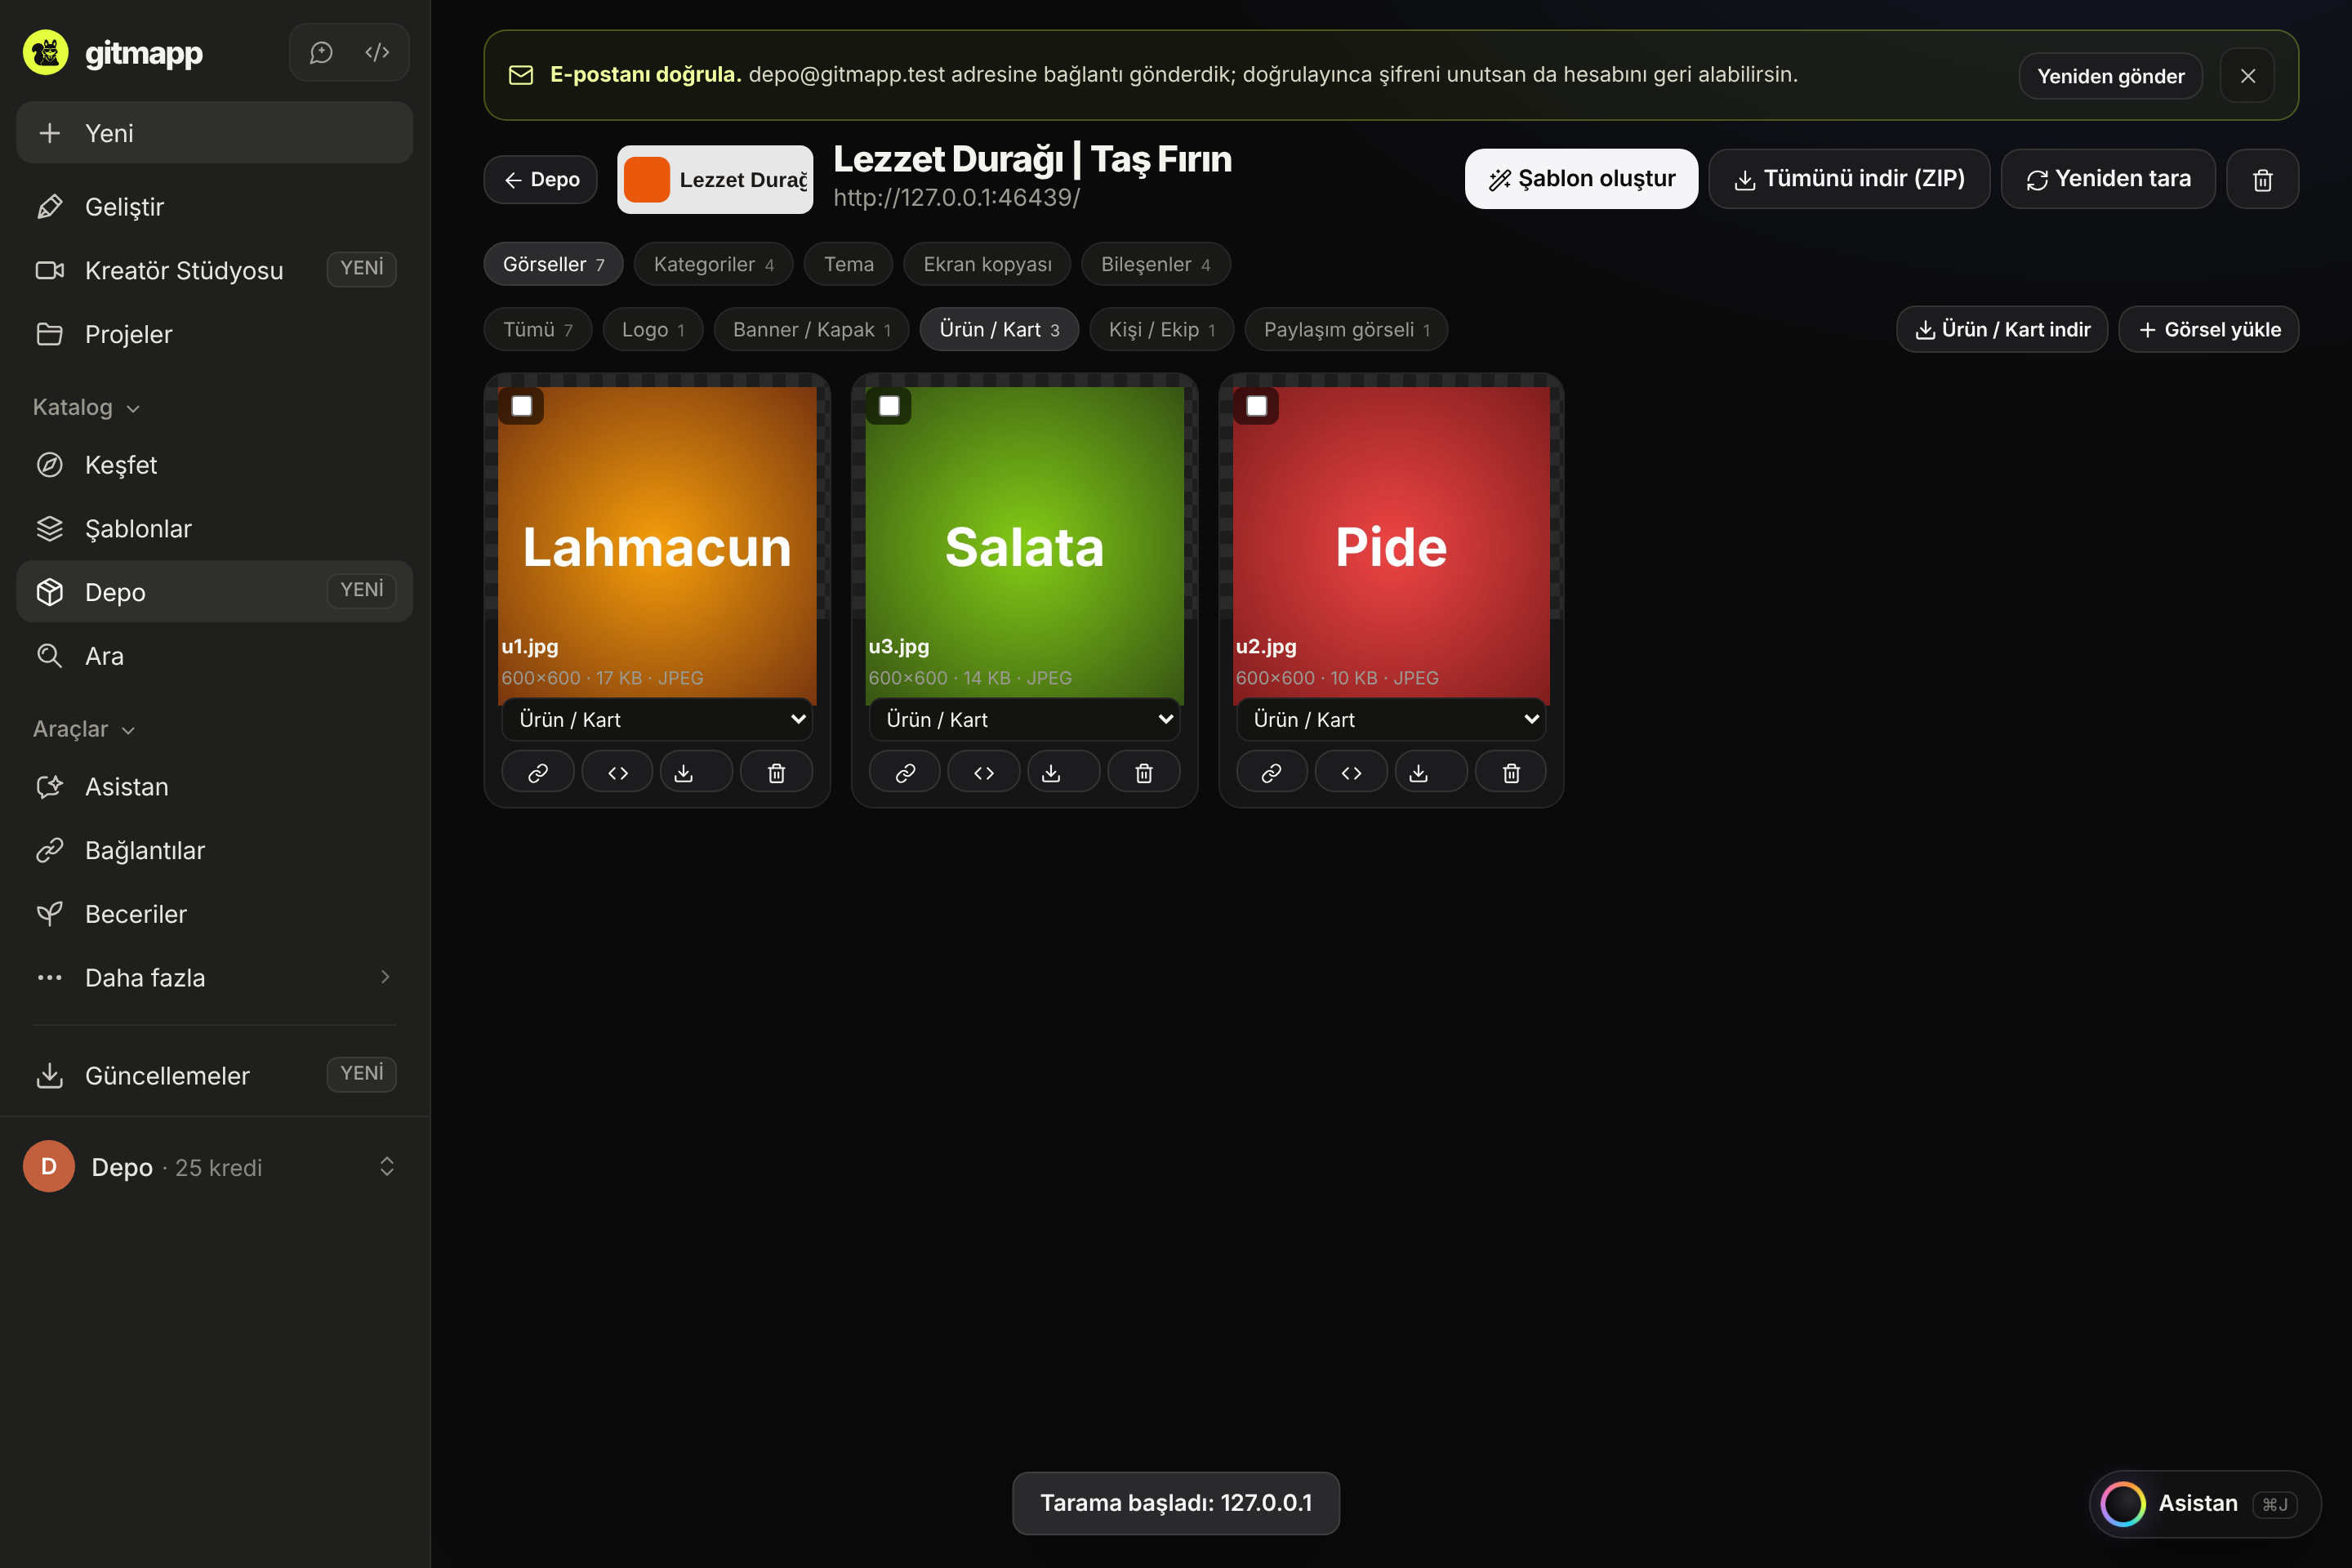 gitmapp
Yeni
Geliştir
Kreatör Stüdyosu YENİ
Projeler
Katalog
Keşfet
Şablonlar
Depo YENİ
Ara
Araçlar
Asistan
Bağlantılar
Beceriler
Daha fazla
Güncellemeler YENİ
D Depo · 25 kredi
E-postanı doğrula. depo@gitmapp.test adresine bağlantı gönderdik; doğrulayınca şifreni unutsan da hesabını geri alabilirsin. Yeniden gönder
Depo
Lezzet Durağ
Lezzet Durağı | Taş Fırın
http://127.0.0.1:46439/
Şablon oluştur Tümünü indir (ZIP) Yeniden tara
Görseller 7 Kategoriler 4 Tema Ekran kopyası Bileşenler 4
Tümü 7 Logo 1 Banner / Kapak 1 Ürün / Kart 3 Kişi / Ekip 1 Paylaşım görseli 1 Ürün / Kart indir Görsel yükle
Lahmacun
u1.jpg
600×600 · 17 KB · JPEG
Ürün / Kart
Salata
u3.jpg
600×600 · 14 KB · JPEG
Ürün / Kart
Pide
u2.jpg
600×600 · 10 KB · JPEG
Ürün / Kart
Tarama başladı: 127.0.0.1
Asistan ⌘J